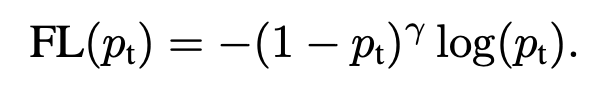 FL(pₜ) = −(1 − pₜ)^γ log(pₜ).